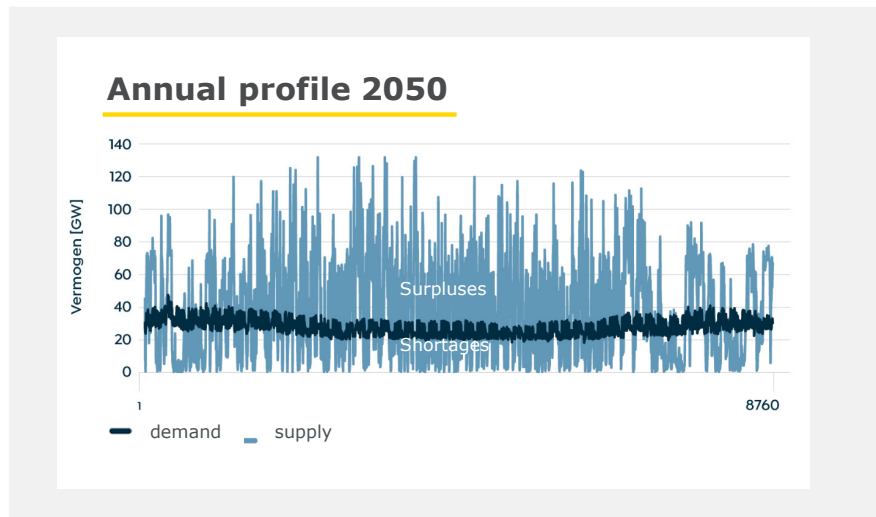 Annual profile 2050
140
120
100
80
60
40
20
0
Vermogen [GW]
Surpluses
Shortages
1
8760
demand
supply